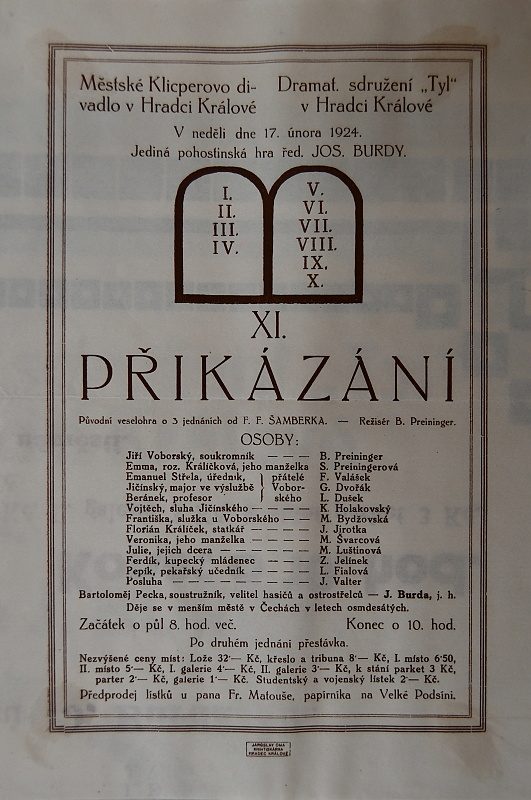 Městské Klicperovo di-
vadlo v Hradci Králové
Dramat. sdružení „Tyl“
v Hradci Králové
V neděli dne 17. února 1924.
Jediná pohostinská hra řed. JOS. BURDY.
I.
II.
III.
IV.
V.
VI.
VII.
VIII.
IX.
X.
XI.
PŘIKÁZÁNÍ
Původní veselohra o 3 jednáních od F. F. ŠAMBERKA. — Režisér B. Preininger.
OSOBY:
Jiří Voborský, soukromník — — — B. Preininger
Emma, roz. Králíčková, jeho manželka S. Preiningerová
Emanuel Střela, úředník, } přátelé F. Valášek
Jičínský, major ve výslužbě } Vobor- G. Dvořák
Beránek, profesor } ského L. Dušek
Vojtěch, sluha Jičínského — — — K. Holakovský
Františka, služka u Voborského — — M. Bydžovská
Florián Králíček, statkář — — — J. Jirotka
Veronika, jeho manželka — — — M. Švarcová
Julie, jejich dcera — — — — M. Luštinová
Ferdík, kupecký mládenec — — — Z. Jelínek
Pepík, pekařský učedník — — — — L. Fialová
Posluha — — — — — — — J. Valter
Bartoloměj Pecka, soustružník, velitel hasičů a ostrostřelců — J. Burda, j. h.
Děje se v menším městě v Čechách v letech osmdesátých.
Začátek o půl 8. hod. več. Konec o 10. hod.
Po druhém jednání přestávka.
Nezvýšené ceny míst: Lože 32·— Kč, křeslo a tribuna 8·— Kč, I. místo 6·50,
II. místo 5·— Kč, I. galerie 4·— Kč, II. galerie 3·— Kč, k stání parket 3 Kč,
parter 2·— Kč, galerie 1·— Kč. Studentský a vojenský lístek 2·— Kč.
Předprodej lístků u pana Fr. Matouše, papírníka na Velké Podsíni.
JAROSLAV ČMA
KNIHTISKÁRNA
HRADEC KRÁLOVÉ